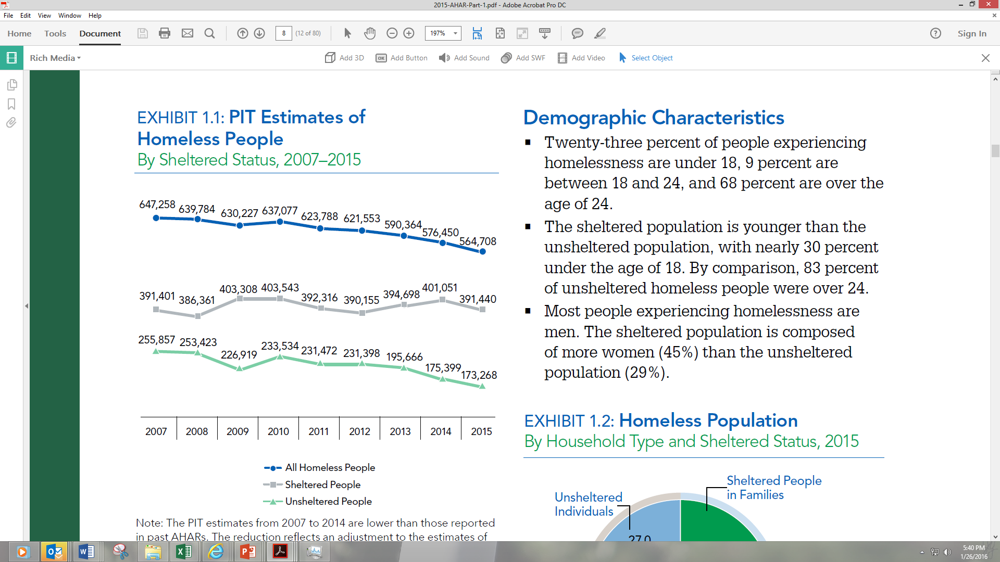 2015-AHAR-Part-1.pdf - Adobe Acrobat Pro DC
File Edit View Window Help
Home Tools Document 8 (12 of 80) 197% Sign In
Rich Media Add 3D OK Add Button Add Sound Add SWF Add Video Select Object
EXHIBIT 1.1: PIT Estimates of
Homeless People
By Sheltered Status, 2007–2015
647,258 639,784 630,227 637,077 623,788 621,553 590,364 576,450 564,708
391,401 386,361 403,308 403,543 392,316 390,155 394,698 401,051 391,440
255,857 253,423 226,919 233,534 231,472 231,398 195,666 175,399 173,268
2007 2008 2009 2010 2011 2012 2013 2014 2015
All Homeless People
Sheltered People
Unsheltered People
Note: The PIT estimates from 2007 to 2014 are lower than those reported
in past AHARs. The reduction reflects an adjustment to the estimates of
Demographic Characteristics
■ Twenty-three percent of people experiencing
homelessness are under 18, 9 percent are
between 18 and 24, and 68 percent are over the
age of 24.
■ The sheltered population is younger than the
unsheltered population, with nearly 30 percent
under the age of 18. By comparison, 83 percent
of unsheltered homeless people were over 24.
■ Most people experiencing homelessness are
men. The sheltered population is composed
of more women (45%) than the unsheltered
population (29%).
EXHIBIT 1.2: Homeless Population
By Household Type and Sheltered Status, 2015
Sheltered People
in Families
Unsheltered
Individuals
27.0
5:40 PM
1/26/2016